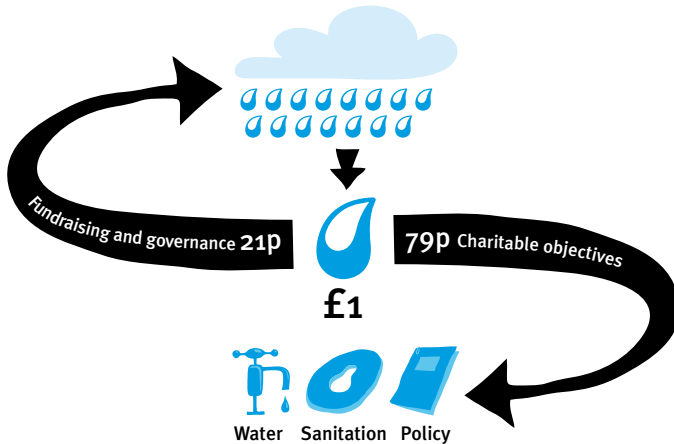 Fundraising and governance 21p
79p Charitable objectives
£1
Water Sanitation Policy